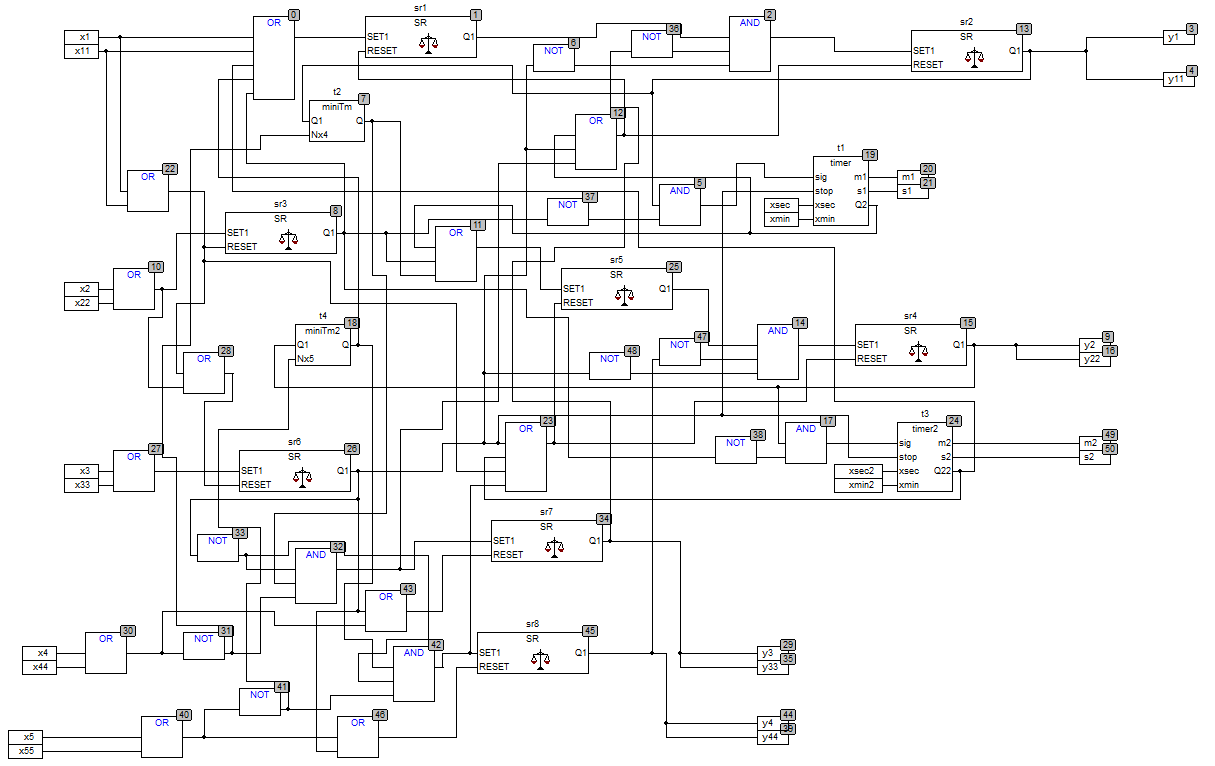 sr1
0 1 2
OR SR AND sr2
x1 SET1 Q1 36 13
x11 RESET 6 NOT SR y1 3
NOT SET1 Q1
RESET y11 4
t2
miniTm 7
Q1 Q 12
Nx4 OR
t1
22 19
OR timer
5 sig m1 m1 20
AND stop s1 s1 21
sr3 37 xsec xsec Q2
8 NOT xmin xmin
SR 11
SET1 Q1 OR
RESET sr5
10 25
OR SR
x2 SET1 Q1
x22 RESET
t4 sr4
18 14 15
miniTm2 AND SR
28 Q1 Q 48 NOT 47 SET1 Q1 y2 9
OR Nx5 NOT RESET y22 16
t3
23 17 24
OR 38 AND timer2
sr6 NOT sig m2 m2 49
27 26 stop s2 s2 50
OR SR xsec2 xsec Q22
x3 SET1 Q1 xmin2 xmin
x33 RESET
sr7
34
33 SR
NOT 32 SET1 Q1
AND RESET
43
OR
sr8
30 31 45
OR NOT 42 SR 29
x4 AND SET1 Q1 y3 35
x44 RESET y33
41
NOT
40 46 44
OR OR y4
x5 y44
x55